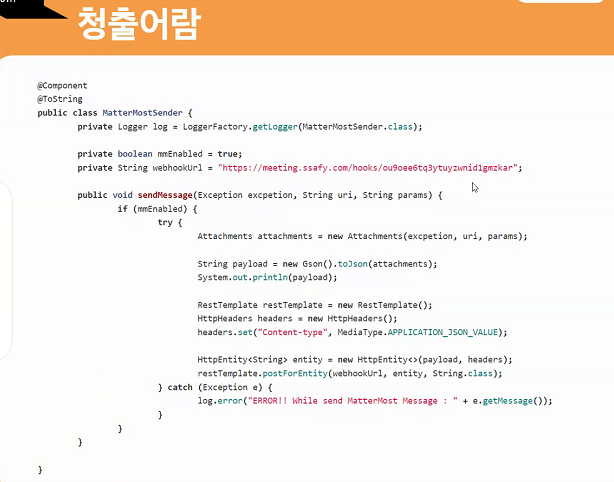 청출어람
@Component
@ToString
public class MatterMostSender {
private Logger log = LoggerFactory.getLogger(MatterMostSender.class);
private boolean mmEnabled = true;
private String webhookUrl = "https://meeting.ssafy.com/hooks/ou9oee6tq3ytuyzwnid1gmzkar";
public void sendMessage(Exception excpetion, String uri, String params) {
if (mmEnabled) {
try {
Attachments attachments = new Attachments(excpetion, uri, params);
String payload = new Gson().toJson(attachments);
System.out.println(payload);
RestTemplate restTemplate = new RestTemplate();
HttpHeaders headers = new HttpHeaders();
headers.set("Content-type", MediaType.APPLICATION_JSON_VALUE);
HttpEntity<String> entity = new HttpEntity<>(payload, headers);
restTemplate.postForEntity(webhookUrl, entity, String.class);
} catch (Exception e) {
log.error("ERROR!! While send MatterMost Message : " + e.getMessage());
}
}
}
}